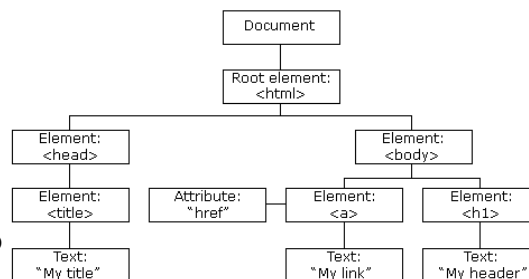 Document
Root element:
<html>
Element:
<head>
Element:
<body>
Element:
<title>
Attribute:
"href"
Element:
<a>
Element:
<h1>
Text:
"My title"
Text:
"My link"
Text:
"My header"